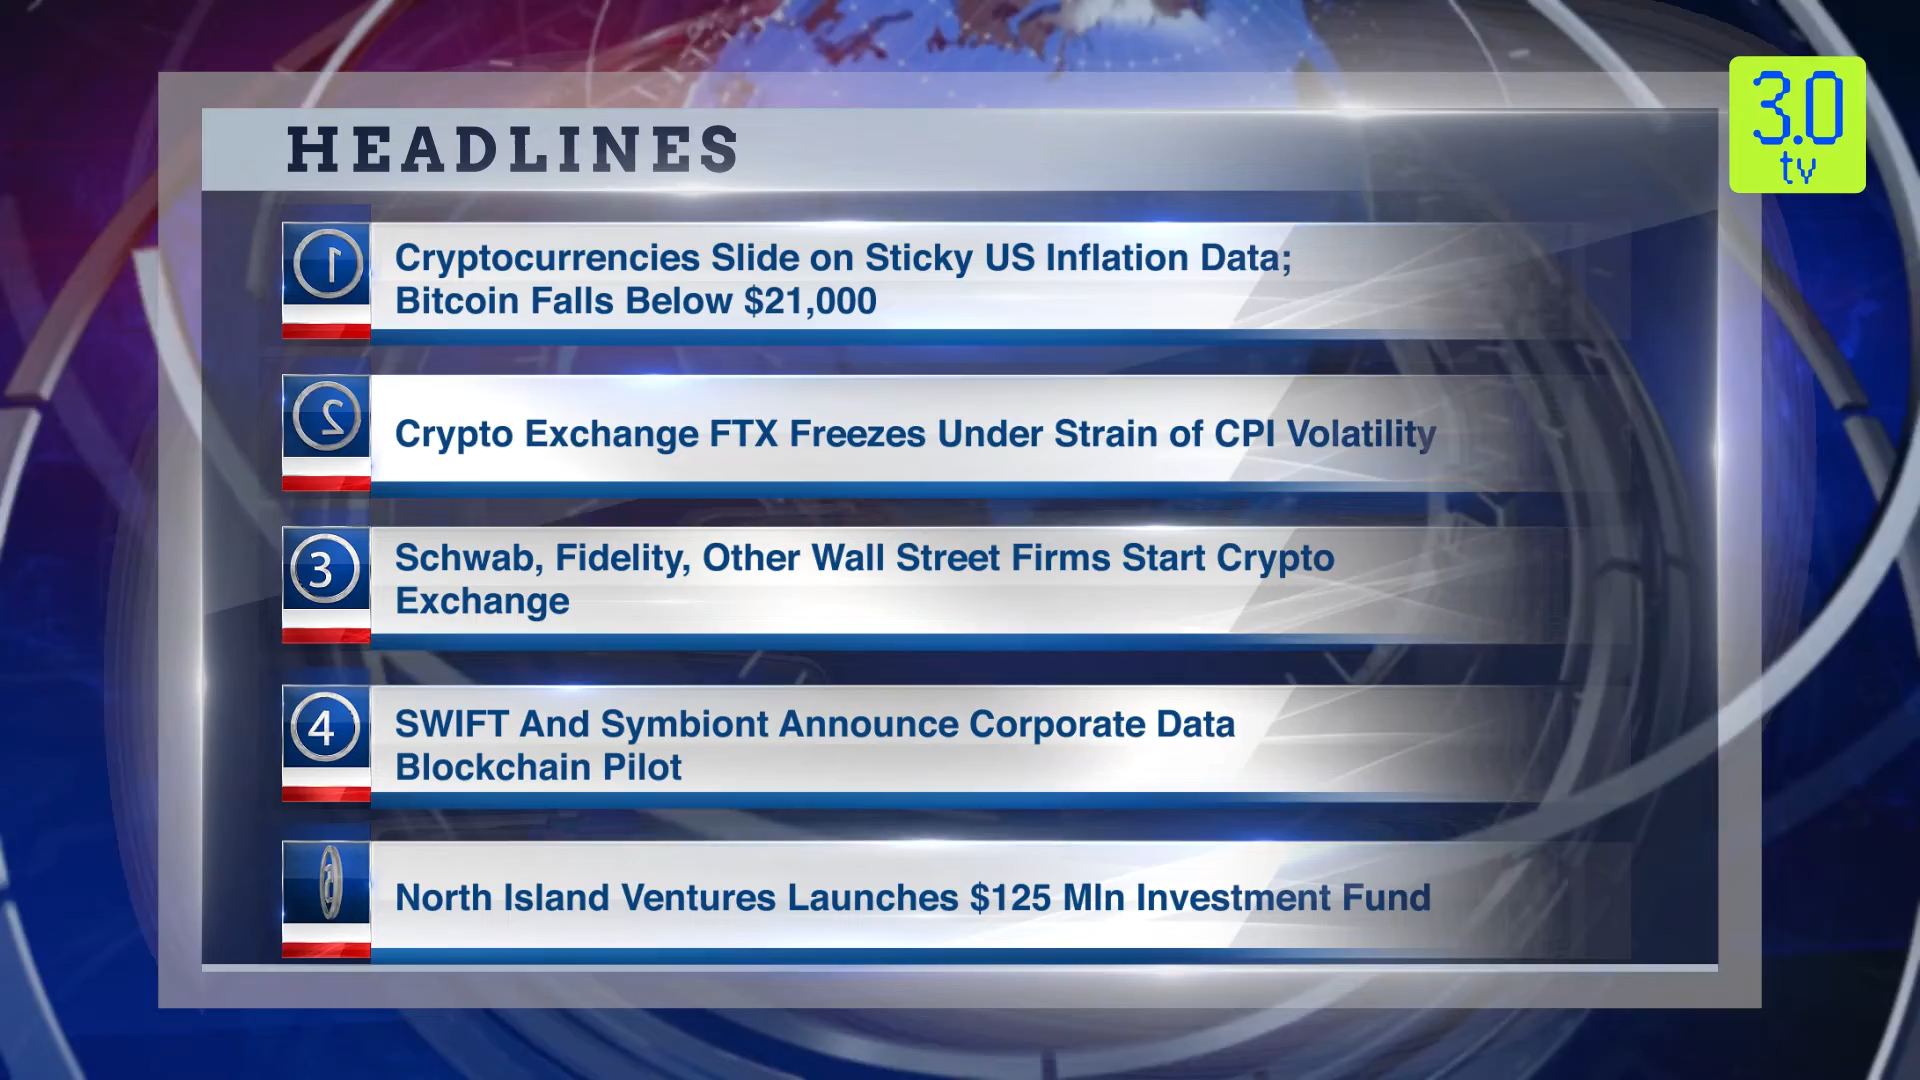 HEADLINES
3.0
tv
1
Cryptocurrencies Slide on Sticky US Inflation Data;
Bitcoin Falls Below $21,000
2
Crypto Exchange FTX Freezes Under Strain of CPI Volatility
3
Schwab, Fidelity, Other Wall Street Firms Start Crypto
Exchange
4
SWIFT And Symbiont Announce Corporate Data
Blockchain Pilot
North Island Ventures Launches $125 Mln Investment Fund